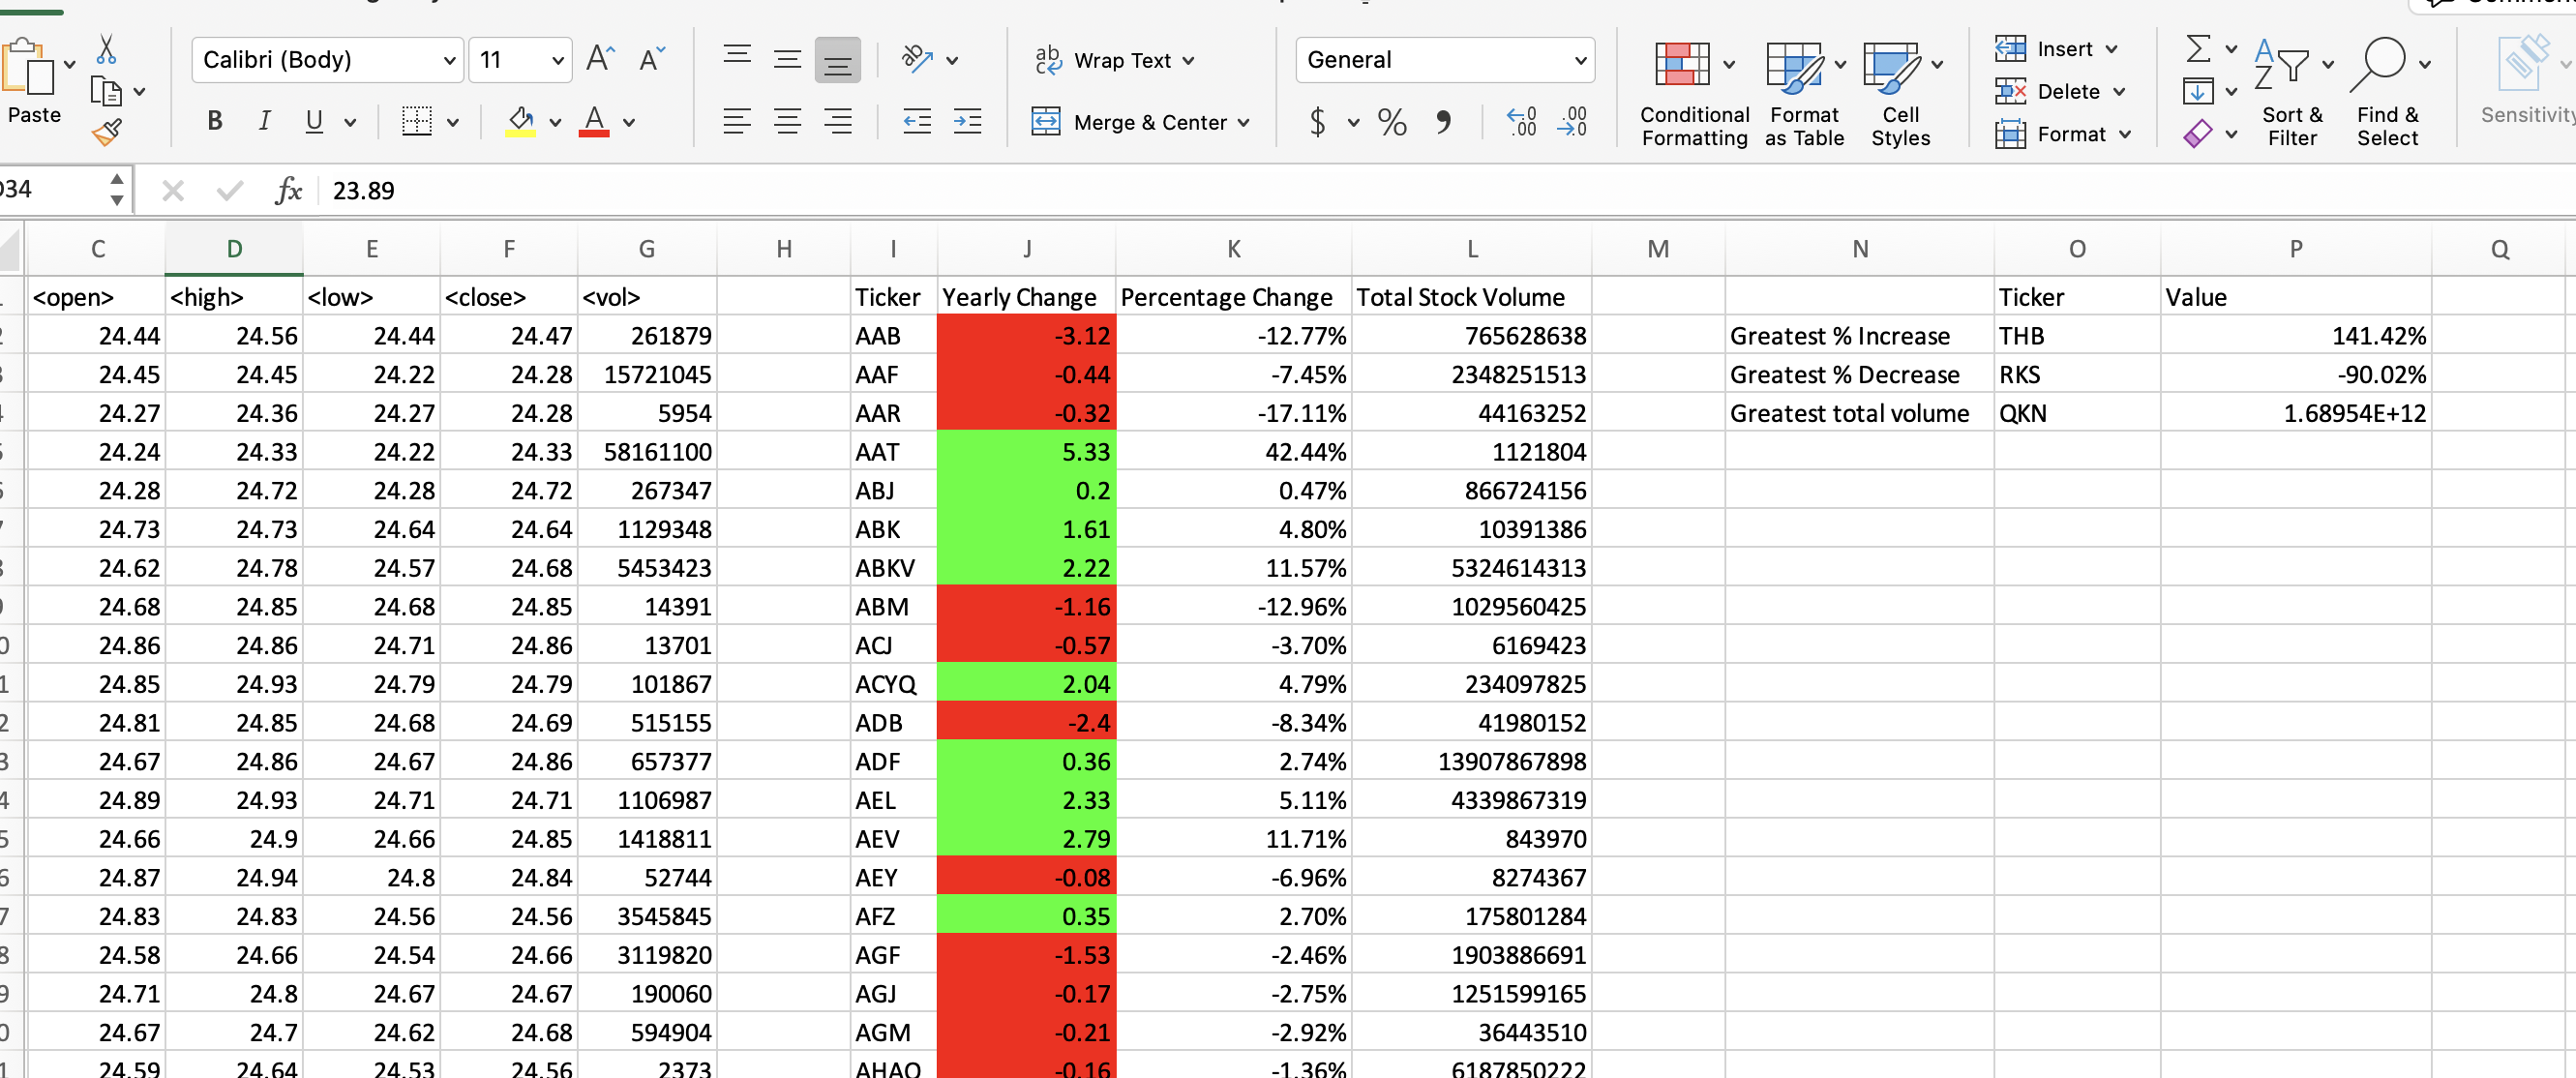 Calibri (Body) 11 Wrap Text General Insert
Paste Delete
B I U Merge & Center $ % Conditional Formatting Format as Table Cell Styles Format Sort & Filter Find & Select
fx 23.89
C D E F G H I J K L M N O P Q
<open> <high> <low> <close> <vol> Ticker Yearly Change Percentage Change Total Stock Volume Ticker Value
24.44 24.56 24.44 24.47 261879 AAB -3.12 -12.77% 765628638 Greatest % Increase THB 141.42%
24.45 24.45 24.22 24.28 15721045 AAF -0.44 -7.45% 2348251513 Greatest % Decrease RKS -90.02%
24.27 24.36 24.27 24.28 5954 AAR -0.32 -17.11% 44163252 Greatest total volume QKN 1.68954E+12
24.24 24.33 24.22 24.33 58161100 AAT 5.33 42.44% 1121804
24.28 24.72 24.28 24.72 267347 ABJ 0.2 0.47% 866724156
24.73 24.73 24.64 24.64 1129348 ABK 1.61 4.80% 10391386
24.62 24.78 24.57 24.68 5453423 ABKV 2.22 11.57% 5324614313
24.68 24.85 24.68 24.85 14391 ABM -1.16 -12.96% 1029560425
24.86 24.86 24.71 24.86 13701 ACJ -0.57 -3.70% 6169423
24.85 24.93 24.79 24.79 101867 ACYQ 2.04 4.79% 234097825
24.81 24.85 24.68 24.69 515155 ADB -2.4 -8.34% 41980152
24.67 24.86 24.67 24.86 657377 ADF 0.36 2.74% 13907867898
24.89 24.93 24.71 24.71 1106987 AEL 2.33 5.11% 4339867319
24.66 24.9 24.66 24.85 1418811 AEV 2.79 11.71% 843970
24.87 24.94 24.8 24.84 52744 AEY -0.08 -6.96% 8274367
24.83 24.83 24.56 24.56 3545845 AFZ 0.35 2.70% 175801284
24.58 24.66 24.54 24.66 3119820 AGF -1.53 -2.46% 1903886691
24.71 24.8 24.67 24.67 190060 AGJ -0.17 -2.75% 1251599165
24.67 24.7 24.62 24.68 594904 AGM -0.21 -2.92% 36443510
24.59 24.64 24.53 24.56 2373 AHAO -0.16 -1.36% 6187850222